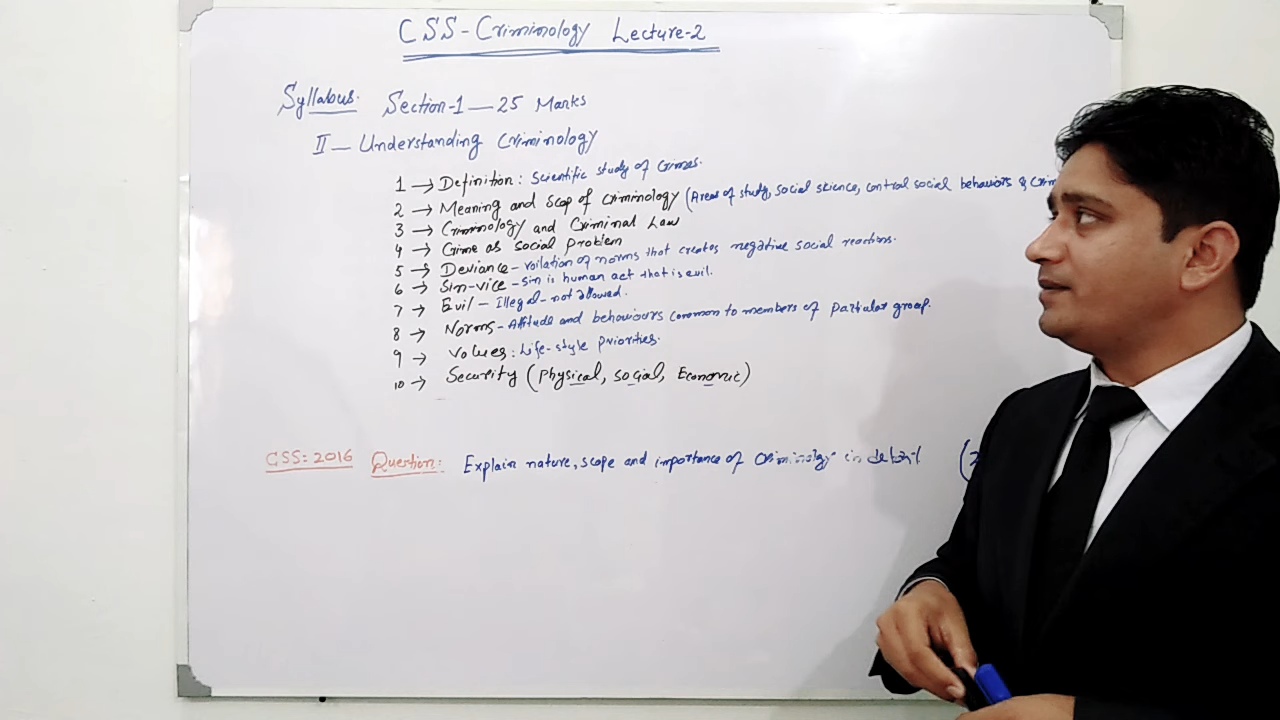 CSS - Criminology Lecture-2
Syllabus. Section-1 — 25 Marks
II — Understanding Criminology
1 → Definition: Scientific study of Crimes.
2 → Meaning and Scop of criminology (Areas of study, social skience, control social behaviors &
3 → Criminology and Criminal Law
4 → Crime as social problem
5 → Deviance - voilation of norms that creates negative social reactions.
6 → Sin-vice - sin is human act that is evil.
7 → Evil - Illegal - not allowed.
8 → Norms - Attitude and behaviours common to members of particular group.
9 → Values: Life-style priorities.
10 → Security (Physical, social, Economic)
CSS: 2016 Question: Explain nature, scope and importance of Criminology in detail (2